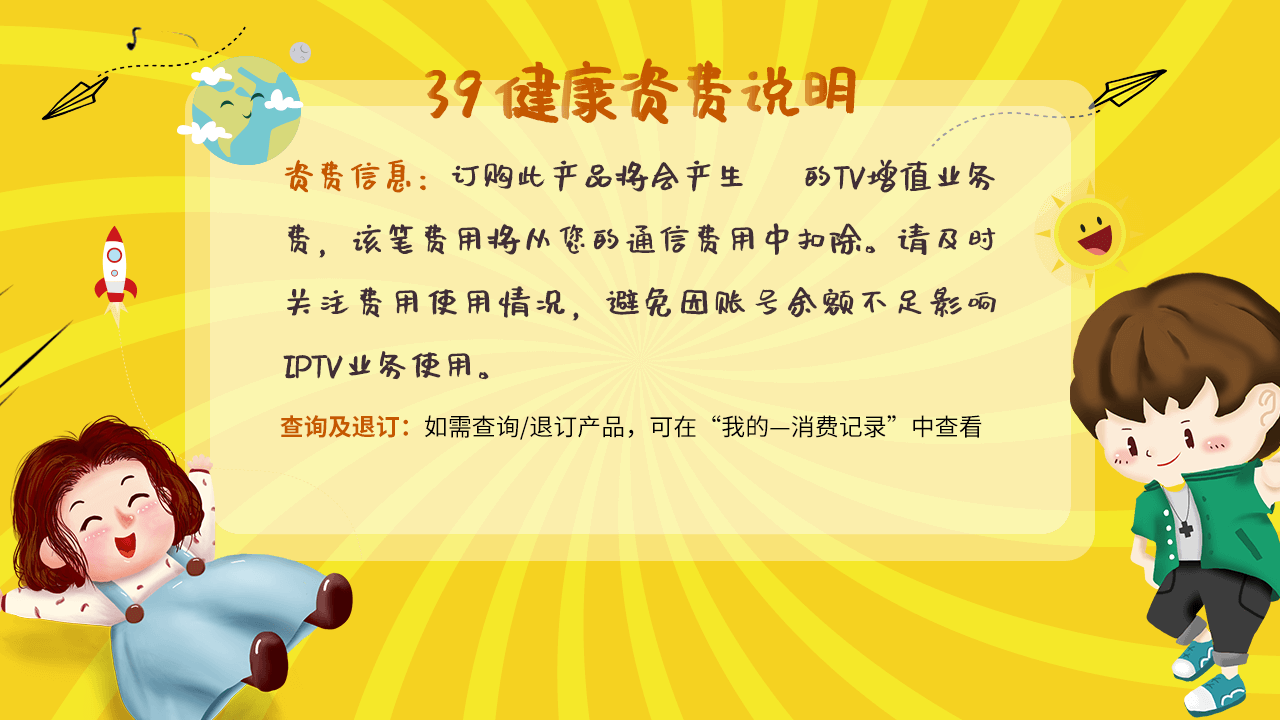 39健康资费说明
资费信息：订购此产品将会产生 的TV增值业务
费，该笔费用将从您的通信费用中扣除。请及时
关注费用使用情况，避免因账号余额不足影响
IPTV业务使用。
查询及退订：如需查询/退订产品，可在“我的—消费记录”中查看